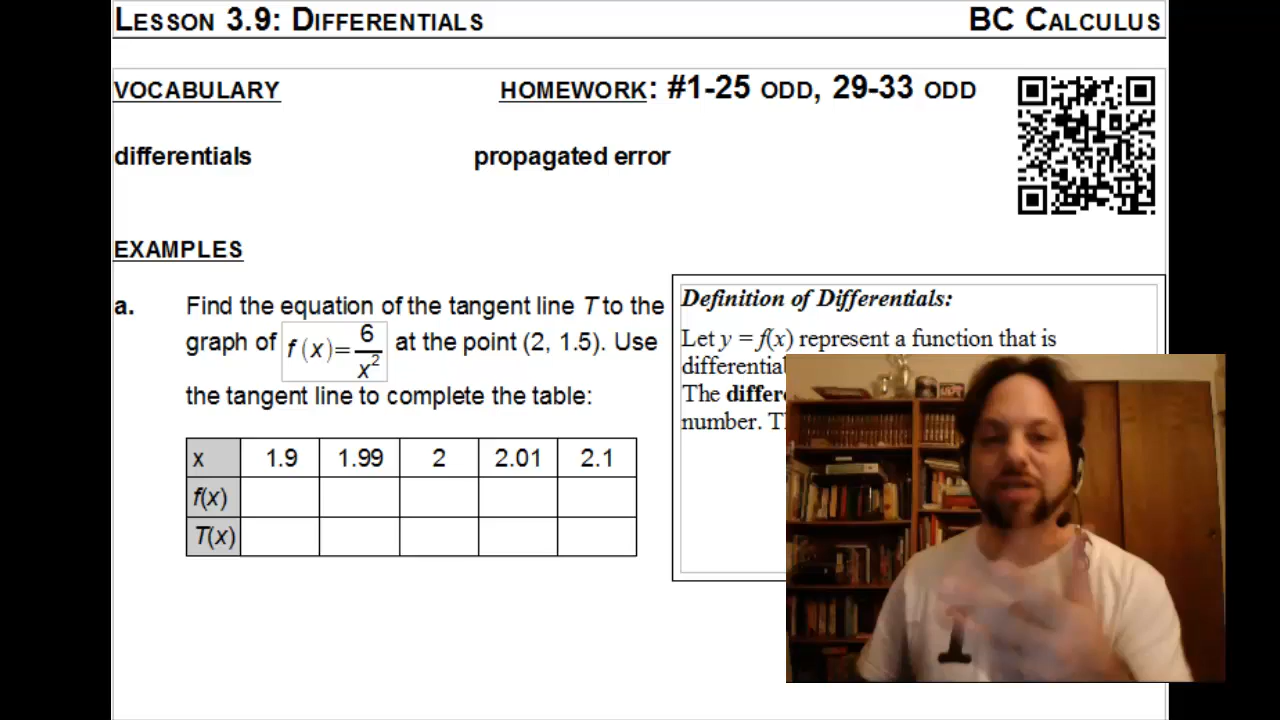 LESSON 3.9: DIFFERENTIALS BC CALCULUS
VOCABULARY HOMEWORK: #1-25 ODD, 29-33 ODD
differentials propagated error
EXAMPLES
a. Find the equation of the tangent line T to the
graph of f(x)=6/x² at the point (2, 1.5). Use
the tangent line to complete the table:
x 1.9 1.99 2 2.01 2.1
f(x)
T(x)
Definition of Differentials:
Let y = f(x) represent a function that is
The
number.